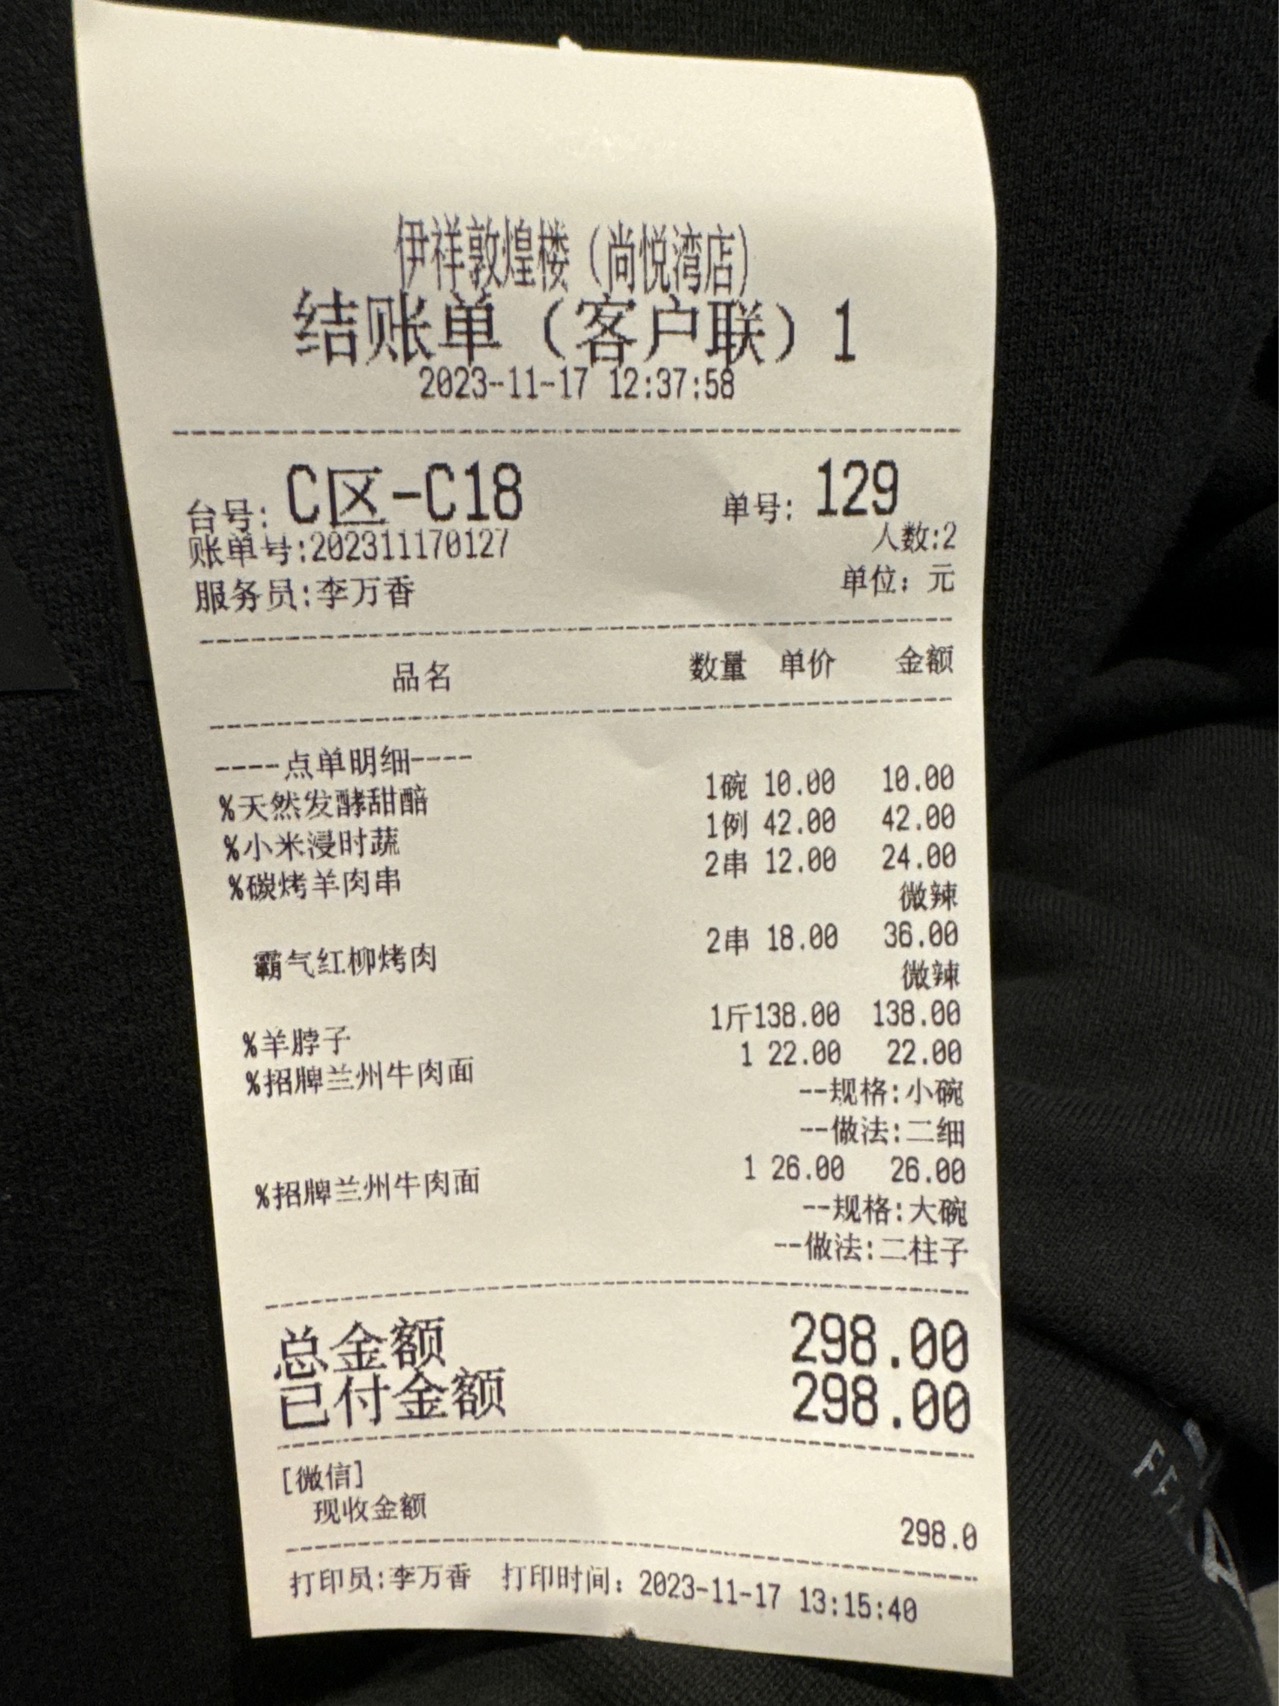 伊祥敦煌楼（尚悦湾店）
结账单（客户联）1
2023-11-17 12:37:58
台号: C区-C18 单号: 129
账单号:202311170127 人数:2
服务员:李万香 单位: 元
品名 数量 单价 金额
----点单明细----
%天然发酵甜醅 1碗 10.00 10.00
%小米浸时蔬 1例 42.00 42.00
%碳烤羊肉串 2串 12.00 24.00
微辣
霸气红柳烤肉 2串 18.00 36.00
微辣
%羊脖子 1斤138.00 138.00
%招牌兰州牛肉面 1 22.00 22.00
--规格:小碗
--做法:二细
%招牌兰州牛肉面 1 26.00 26.00
--规格:大碗
--做法:二柱子
总金额 298.00
已付金额 298.00
[微信]
现收金额 298.0
打印员:李万香 打印时间: 2023-11-17 13:15:40